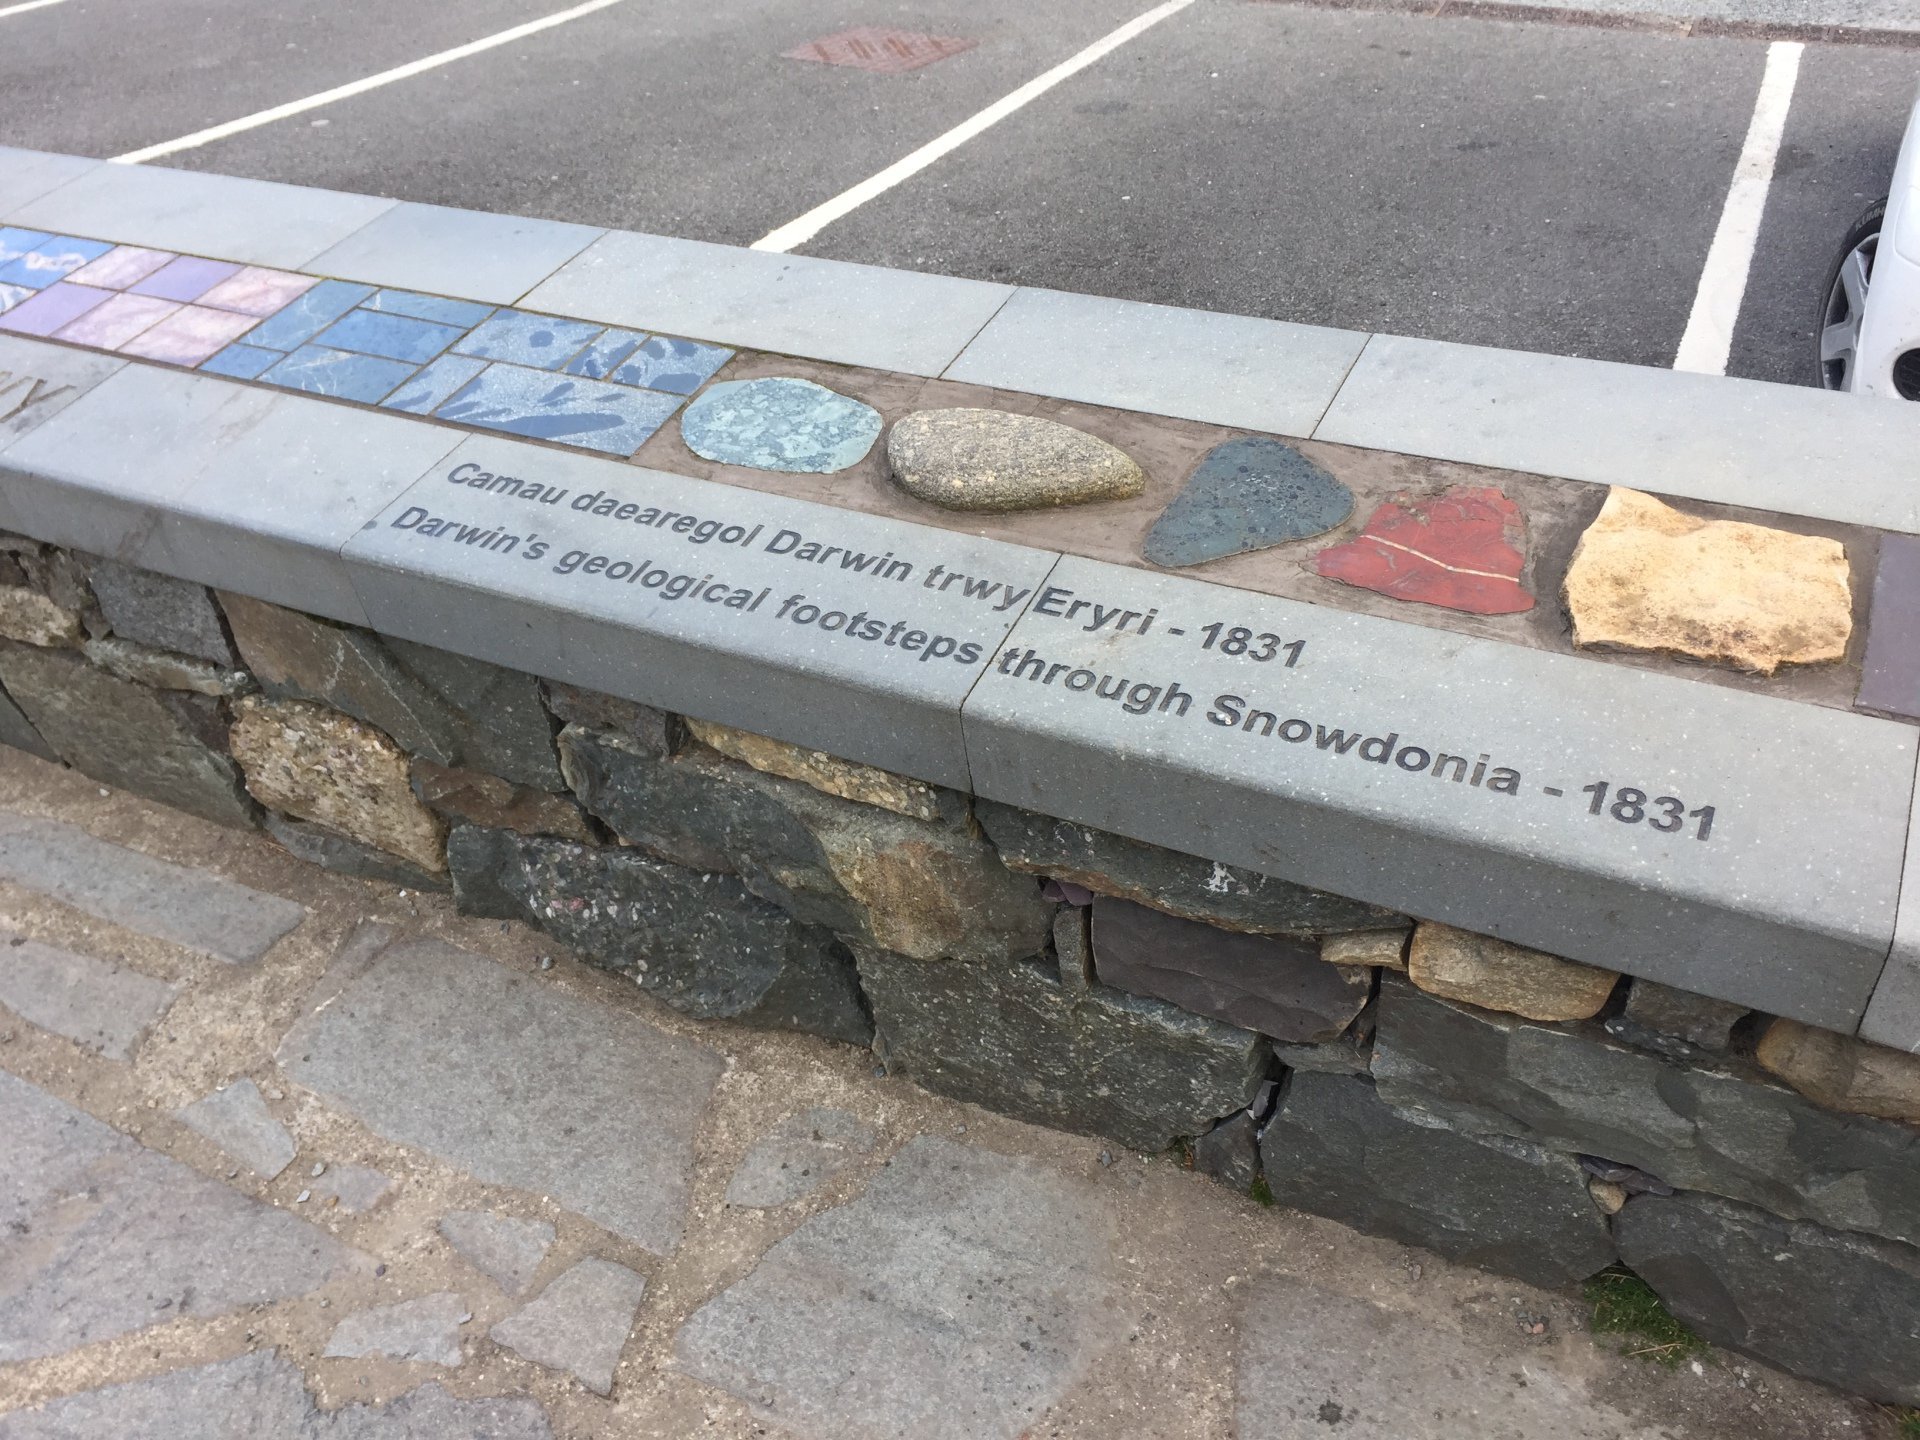 Camau daearegol Darwin trwy Eryri - 1831
Darwin's geological footsteps through Snowdonia - 1831